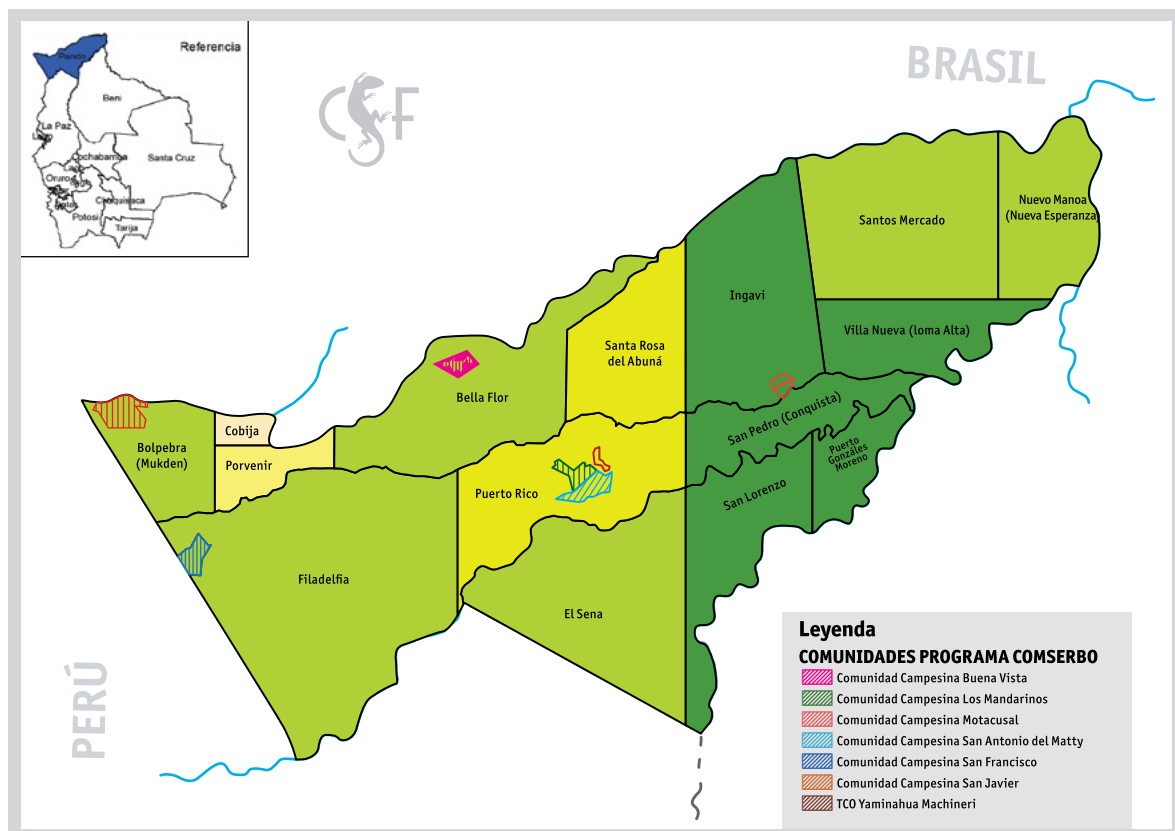 Referencia
Pando
Beni
La Paz
Cochabamba
Santa Cruz
Oruro
Chuquisaca
Potosi
Tarija
CSF
BRASIL
PERÚ
Nuevo Manoa
(Nueva Esperanza)
Santos Mercado
Ingavi
Villa Nueva (loma Alta)
Santa Rosa
del Abuná
Bella Flor
San Pedro (Conquista)
Cobija
Bolpebra
(Mukden)
Porvenir
Puerto
Gonzáles
Moreno
Puerto Rico
San Lorenzo
Filadelfia
El Sena
Leyenda
COMUNIDADES PROGRAMA COMSERBO
Comunidad Campesina Buena Vista
Comunidad Campesina Los Mandarinos
Comunidad Campesina Motacusal
Comunidad Campesina San Antonio del Matty
Comunidad Campesina San Francisco
Comunidad Campesina San Javier
TCO Yaminahua Machineri